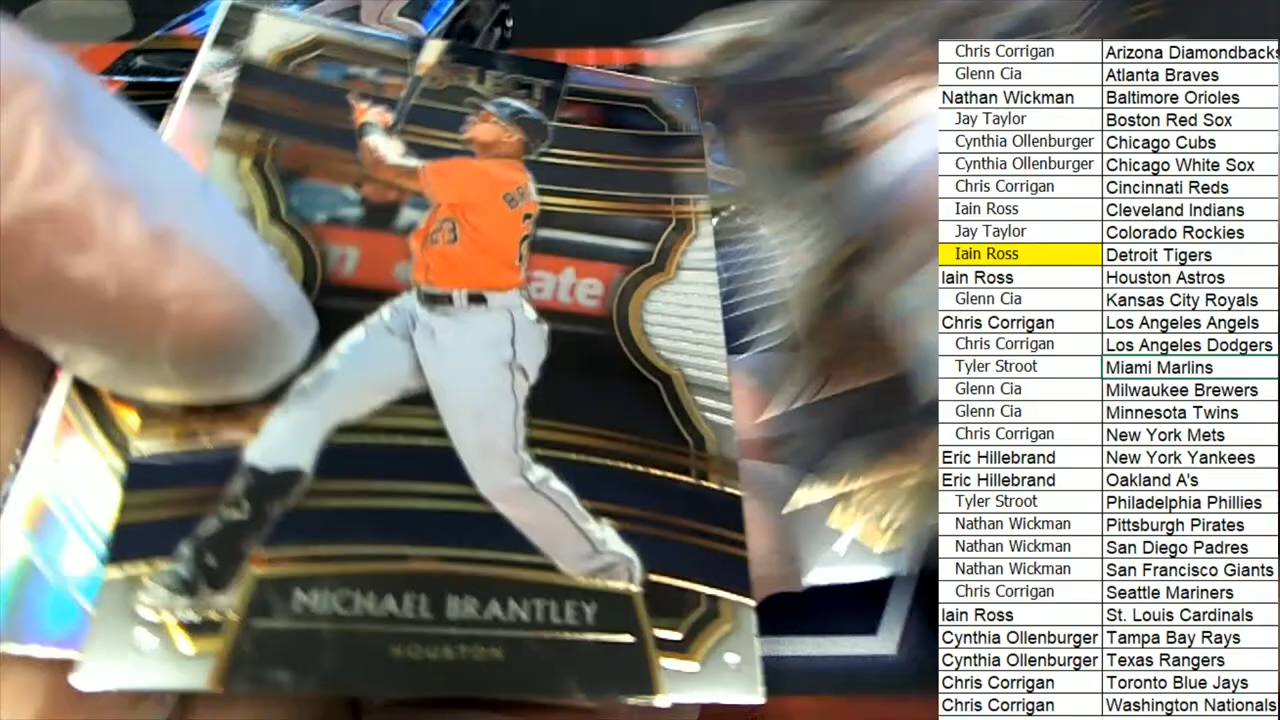 MICHAEL BRANTLEY
HOUSTON
23
Chris Corrigan Arizona Diamondbacks
Glenn Cia Atlanta Braves
Nathan Wickman Baltimore Orioles
Jay Taylor Boston Red Sox
Cynthia Ollenburger Chicago Cubs
Cynthia Ollenburger Chicago White Sox
Chris Corrigan Cincinnati Reds
Iain Ross Cleveland Indians
Jay Taylor Colorado Rockies
Iain Ross Detroit Tigers
Iain Ross Houston Astros
Glenn Cia Kansas City Royals
Chris Corrigan Los Angeles Angels
Chris Corrigan Los Angeles Dodgers
Tyler Stroot Miami Marlins
Glenn Cia Milwaukee Brewers
Glenn Cia Minnesota Twins
Chris Corrigan New York Mets
Eric Hillebrand New York Yankees
Eric Hillebrand Oakland A's
Tyler Stroot Philadelphia Phillies
Nathan Wickman Pittsburgh Pirates
Nathan Wickman San Diego Padres
Nathan Wickman San Francisco Giants
Chris Corrigan Seattle Mariners
Iain Ross St. Louis Cardinals
Cynthia Ollenburger Tampa Bay Rays
Cynthia Ollenburger Texas Rangers
Chris Corrigan Toronto Blue Jays
Chris Corrigan Washington Nationals